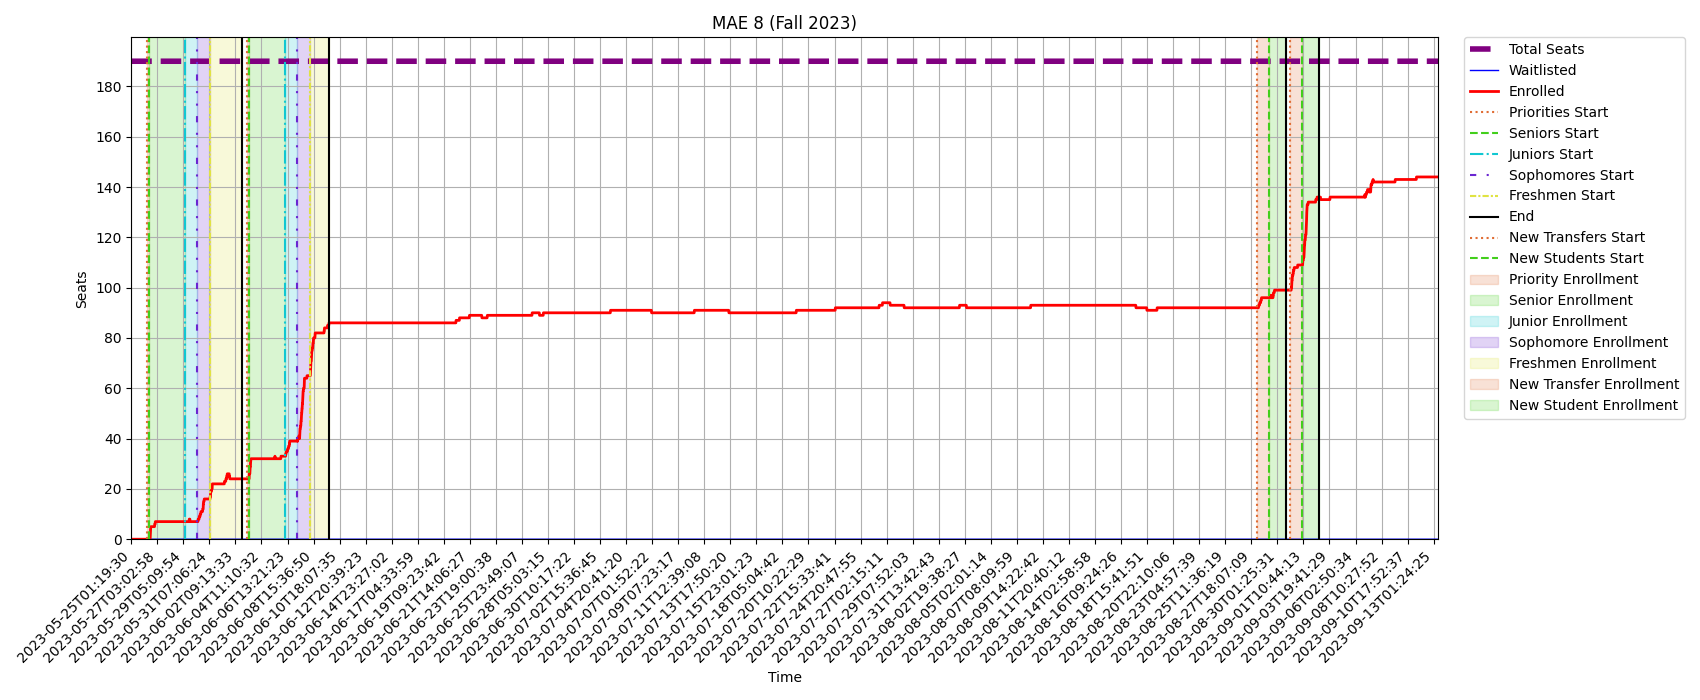 MAE 8 (Fall 2023)
Seats
180
160
140
120
100
80
60
40
20
0
2023-05-25T01:19:30
2023-05-27T03:02:58
2023-05-29T05:09:54
2023-05-31T07:06:24
2023-06-02T09:13:33
2023-06-04T11:10:32
2023-06-06T13:21:23
2023-06-08T15:36:50
2023-06-10T18:07:35
2023-06-12T20:39:23
2023-06-14T23:27:02
2023-06-17T04:33:59
2023-06-19T09:23:42
2023-06-21T14:06:27
2023-06-23T19:00:38
2023-06-25T23:49:07
2023-06-28T05:03:15
2023-06-30T10:17:22
2023-07-02T15:36:45
2023-07-04T20:41:20
2023-07-07T01:52:22
2023-07-09T07:23:17
2023-07-11T12:39:08
2023-07-13T17:50:20
2023-07-15T23:01:23
2023-07-18T05:04:42
2023-07-20T10:22:29
2023-07-22T15:33:41
2023-07-24T20:47:55
2023-07-27T02:15:11
2023-07-29T07:52:03
2023-07-31T13:42:43
2023-08-02T19:38:27
2023-08-05T02:01:14
2023-08-07T08:09:59
2023-08-09T14:22:42
2023-08-11T20:40:12
2023-08-14T02:58:58
2023-08-16T09:24:26
2023-08-18T15:41:51
2023-08-20T22:10:06
2023-08-23T04:57:39
2023-08-25T11:36:19
2023-08-27T18:07:09
2023-08-30T01:25:31
2023-09-01T10:44:13
2023-09-03T19:41:29
2023-09-06T02:50:34
2023-09-08T10:27:52
2023-09-10T17:52:37
2023-09-13T01:24:25
Time
Total Seats
Waitlisted
Enrolled
Priorities Start
Seniors Start
Juniors Start
Sophomores Start
Freshmen Start
End
New Transfers Start
New Students Start
Priority Enrollment
Senior Enrollment
Junior Enrollment
Sophomore Enrollment
Freshmen Enrollment
New Transfer Enrollment
New Student Enrollment